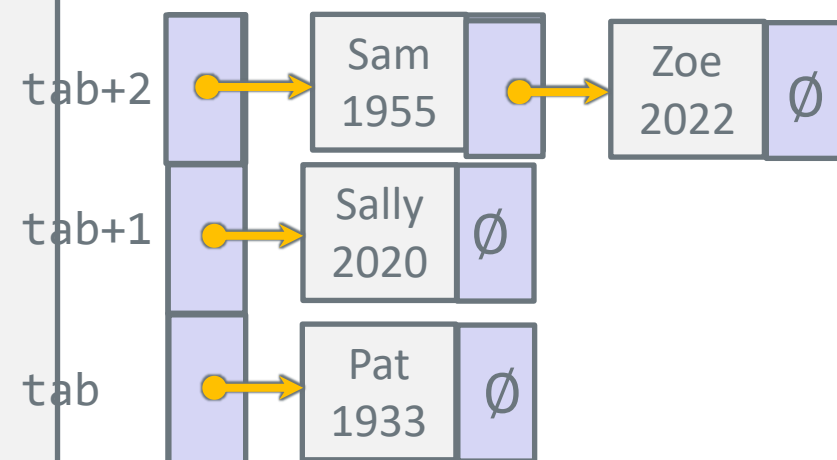 tab+2
Sam
1955
Zoe
2022
Ø
tab+1
Sally
2020
Ø
tab
Pat
1933
Ø